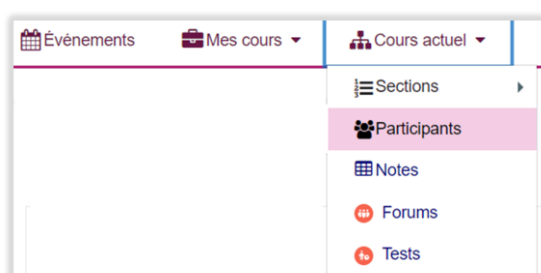 Événements Mes cours Cours actuel
Sections
Participants
Notes
Forums
Tests